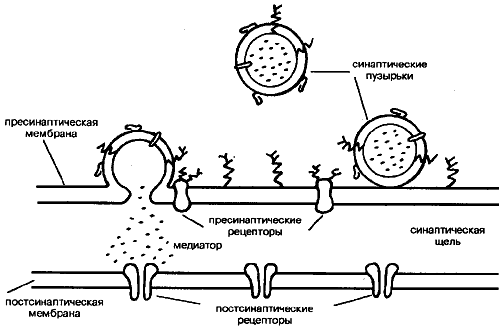 синаптические
пузырьки
пресинаптическая
мембрана
пресинаптические
рецепторы
медиатор
синаптическая
щель
постсинаптическая
мембрана
постсинаптические
рецепторы